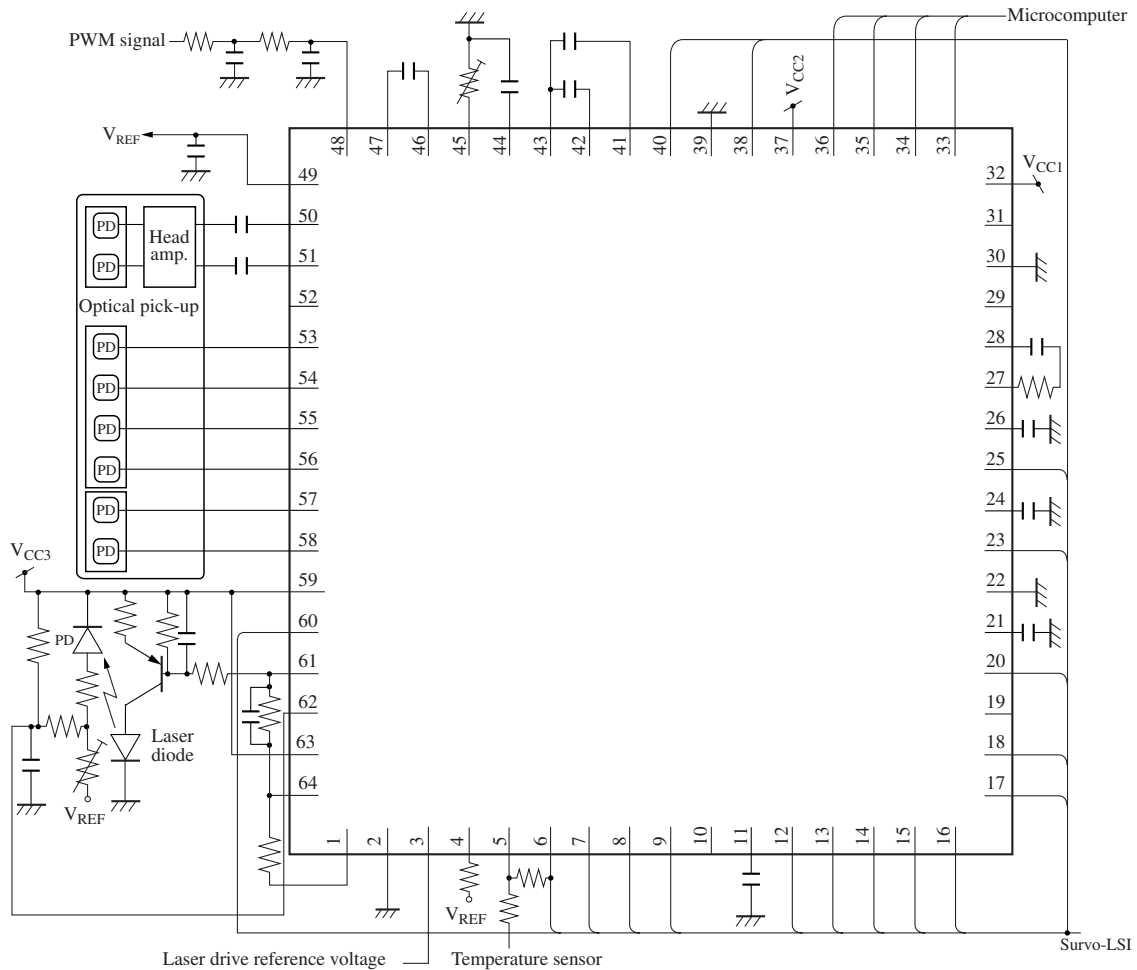 Microcomputer
PWM signal
VCC2
VREF
48
47
46
45
44
43
42
41
40
39
38
37
36
35
34
33
49
50
51
52
53
54
55
56
57
58
59
60
61
62
63
64
32
VCC1
31
30
29
28
27
26
25
24
23
22
21
20
19
18
17
PD
Head
amp.
PD
Optical pick-up
PD
PD
PD
PD
PD
PD
VCC3
PD
Laser
diode
VREF
1
2
3
4
5
6
7
8
9
10
11
12
13
14
15
16
VREF
Survo-LSI
Laser drive reference voltage
Temperature sensor